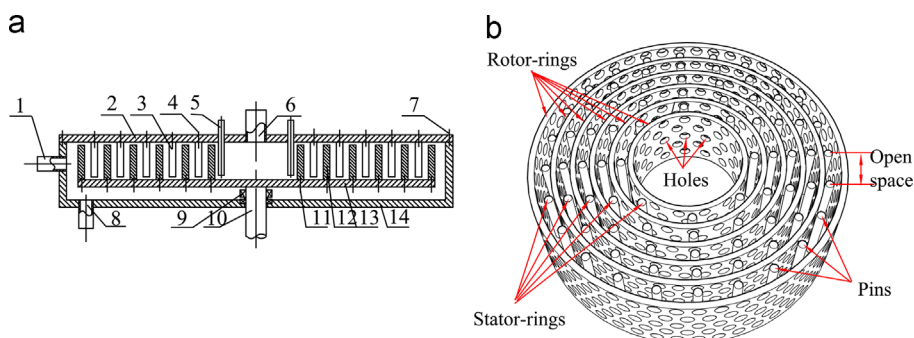 a
1 2 3 4 5 6 7
8 9 10 11 12 13 14
b
Rotor-rings
Holes
Open
space
Pins
Stator-rings